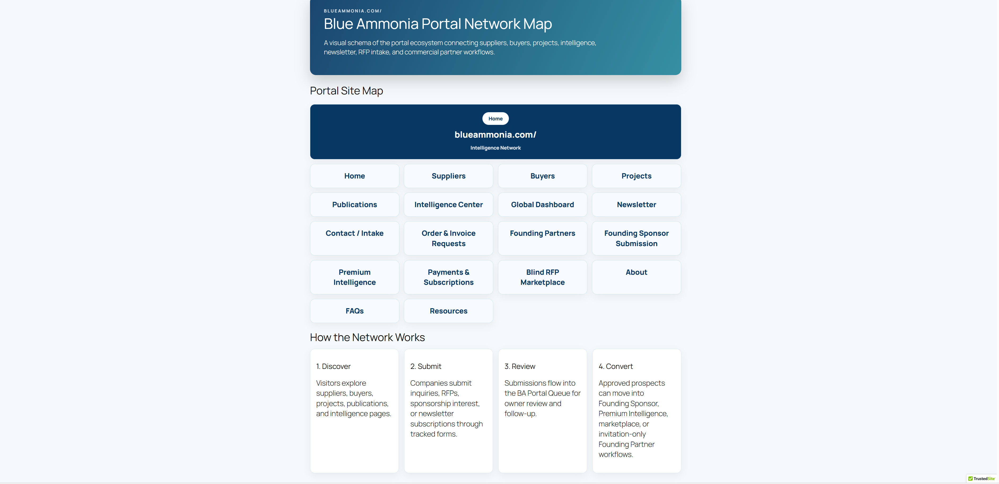 BLUEAMMONIA.COM/
Blue Ammonia Portal Network Map
A visual schema of the portal ecosystem connecting suppliers, buyers, projects, intelligence,
newsletter, RFP intake, and commercial partner workflows.
Portal Site Map
Home
blueammonia.com/
Intelligence Network
Home
Suppliers
Buyers
Projects
Publications
Intelligence Center
Global Dashboard
Newsletter
Contact / Intake
Order & Invoice
Requests
Founding Partners
Founding Sponsor
Submission
Premium
Intelligence
Payments &
Subscriptions
Blind RFP
Marketplace
About
FAQs
Resources
How the Network Works
1. Discover
Visitors explore
suppliers, buyers,
projects, publications,
and intelligence pages.
2. Submit
Companies submit
inquiries, RFPs,
sponsorship interest,
or newsletter
subscriptions through
tracked forms.
3. Review
Submissions flow into
the BA Portal Queue for
owner review and
follow-up.
4. Convert
Approved prospects
can move into
Founding Sponsor,
Premium Intelligence,
marketplace, or
invitation-only
Founding Partner
workflows.
TrustedSite